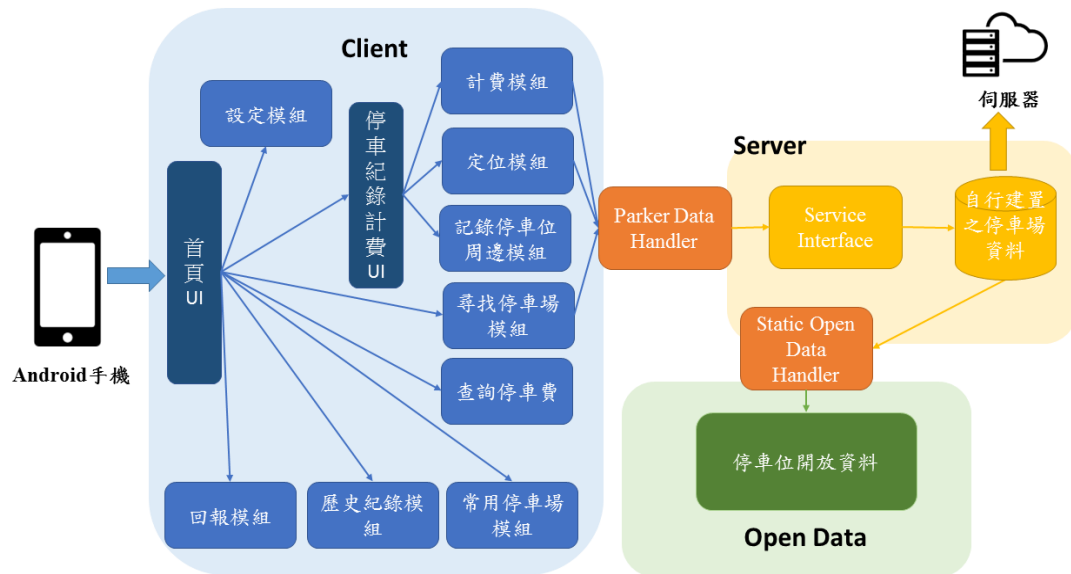 Client
計費模組
設定模組
停
車
紀
錄
計
費
UI
定位模組
記錄停車位
周邊模組
首
頁
UI
尋找停車場
模組
查詢停車費
回報模組
歷史紀錄模
組
常用停車場
模組
Android手機
Parker Data
Handler
伺服器
Server
Service
Interface
自行建置
之停車場
資料
Static Open
Data
Handler
停車位開放資料
Open Data